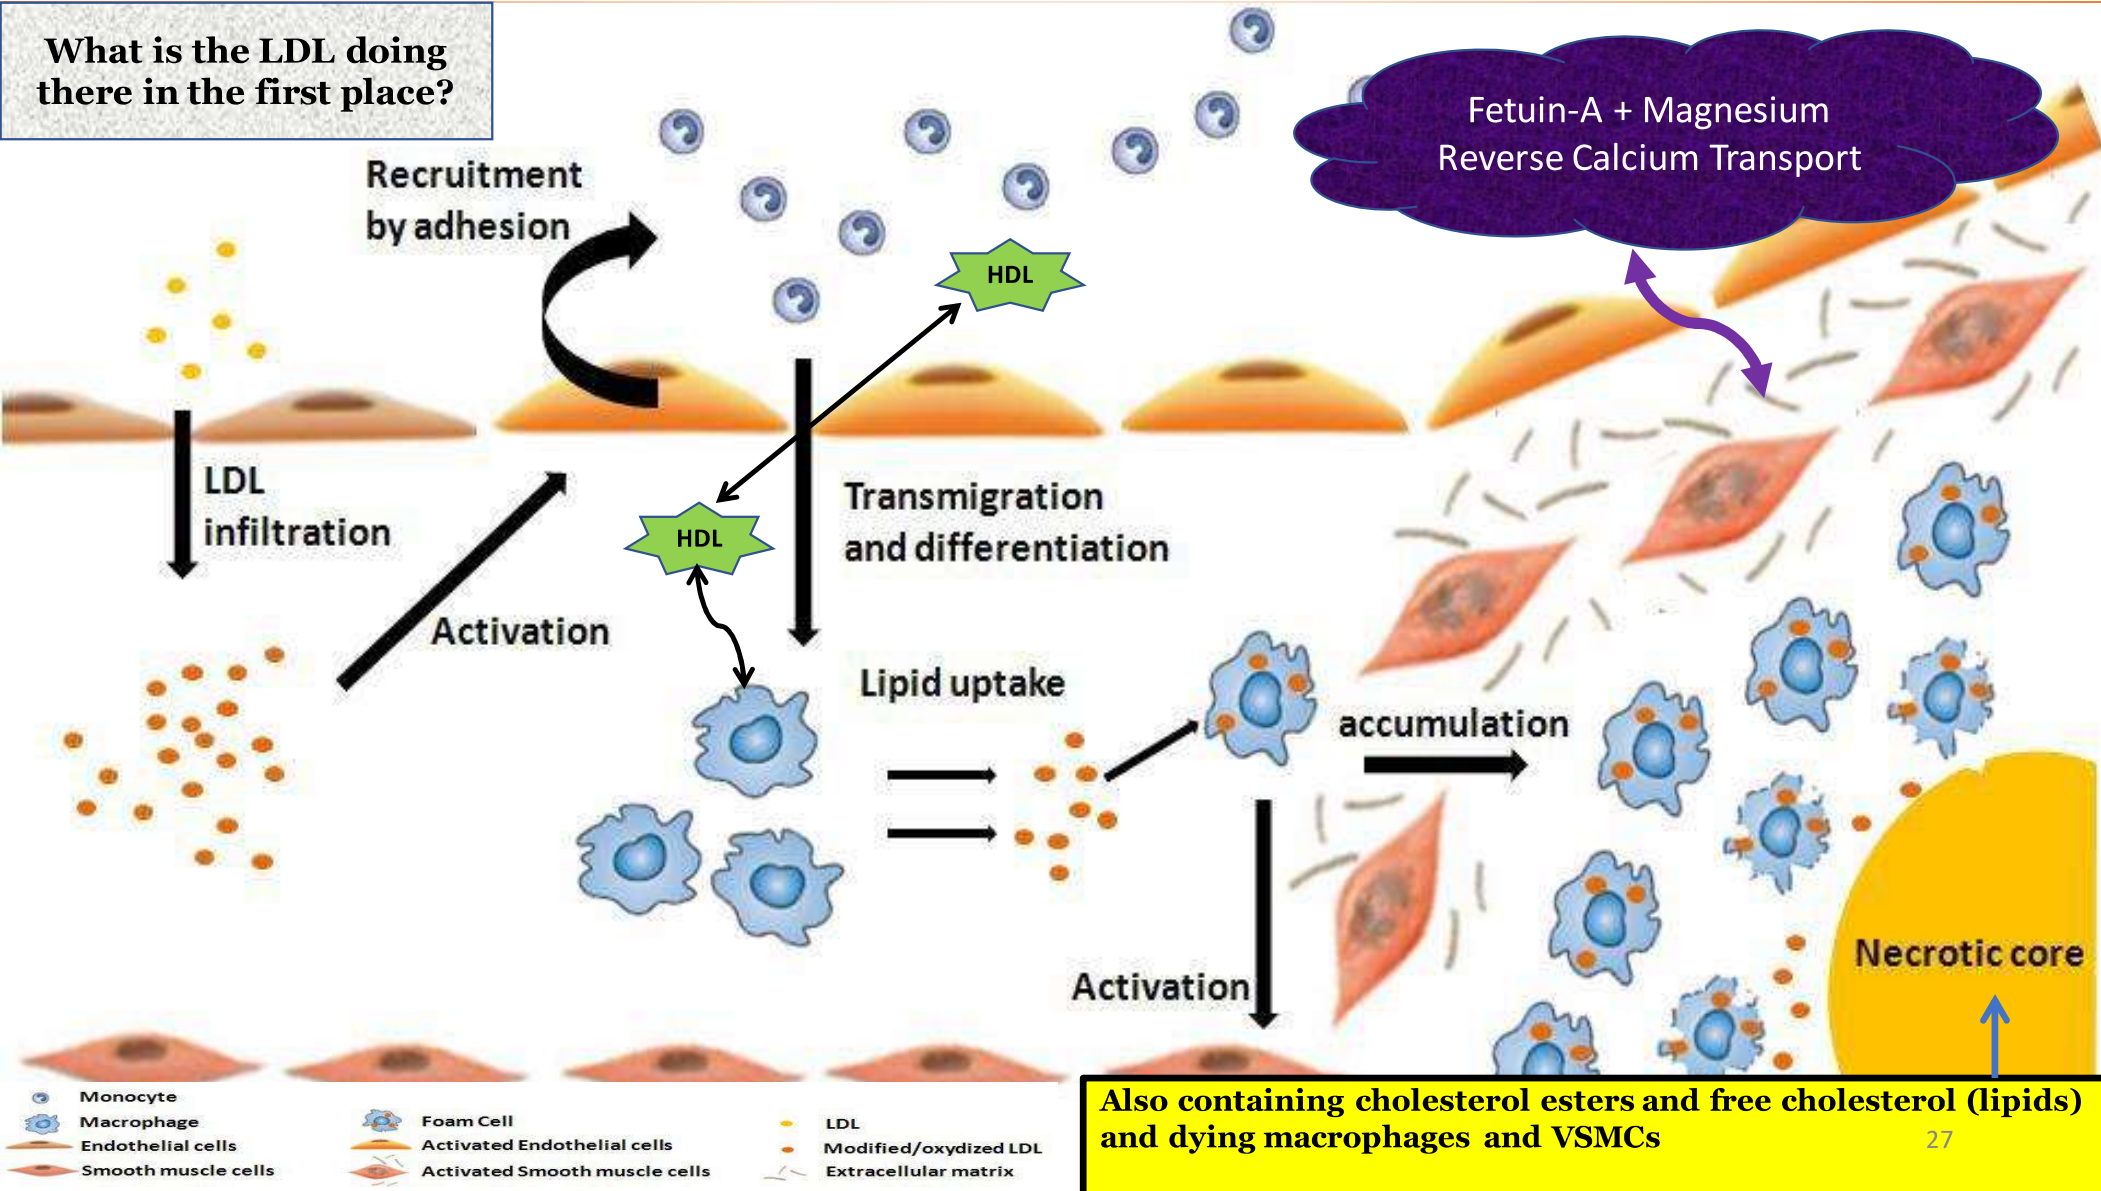 What is the LDL doing
there in the first place?
Fetuin-A + Magnesium
Reverse Calcium Transport
Recruitment
by adhesion
HDL
LDL
infiltration
Transmigration
and differentiation
HDL
Activation
Lipid uptake
accumulation
Necrotic core
Activation
Monocyte
Macrophage
Endothelial cells
Smooth muscle cells
Foam Cell
Activated Endothelial cells
Activated Smooth muscle cells
LDL
Modified/oxydized LDL
Extracellular matrix
Also containing cholesterol esters and free cholesterol (lipids)
and dying macrophages and VSMCs
27